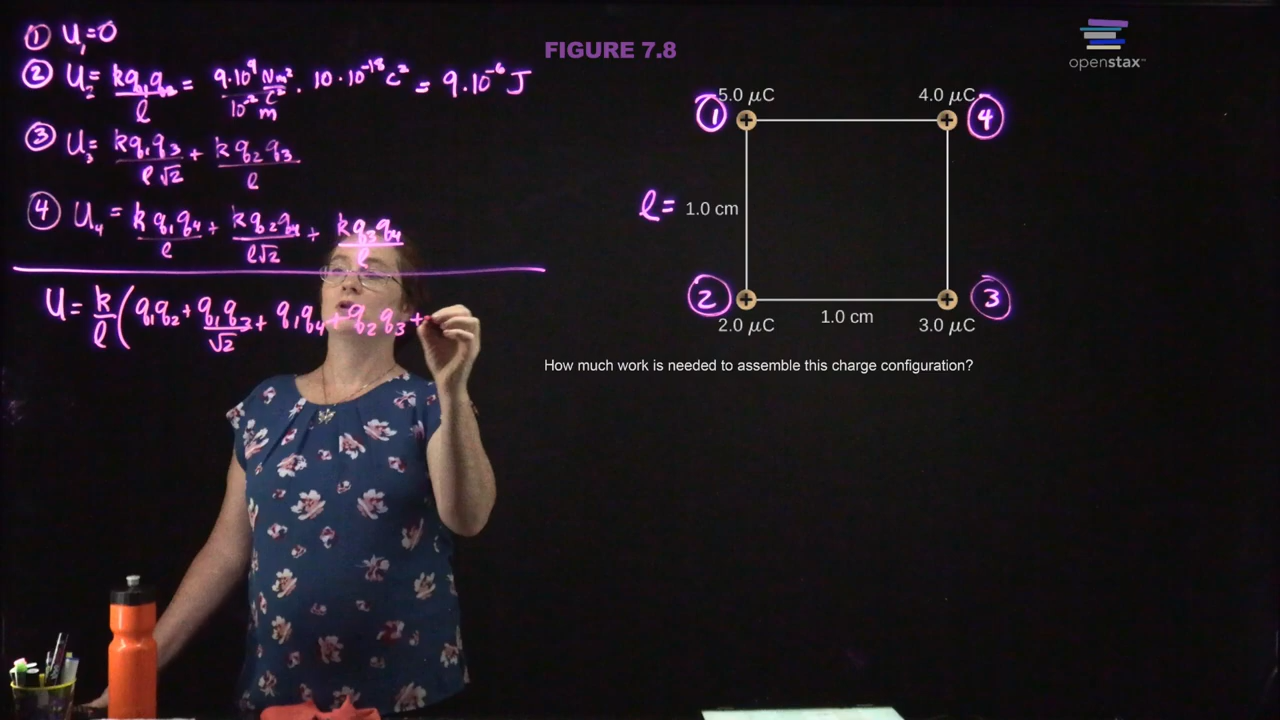 ① U₁=0
② U₂= kq₁q₂/l = 9·10⁹ Nm²/C² / 10⁻² m · 10·10⁻¹⁸ C² = 9·10⁻⁶ J
③ U₃= kq₁q₃/l√2 + kq₂q₃/l
④ U₄ = kq₁q₄/l + kq₂q₄/l√2 + kq₃q₄/l
U = k/l (q₁q₂ + q₁q₃/√2 + q₁q₄ + q₂q₃ +
FIGURE 7.8
openstax™
① 5.0 μC 4.0 μC ④
l = 1.0 cm
② ③
1.0 cm
2.0 μC 3.0 μC
How much work is needed to assemble this charge configuration?